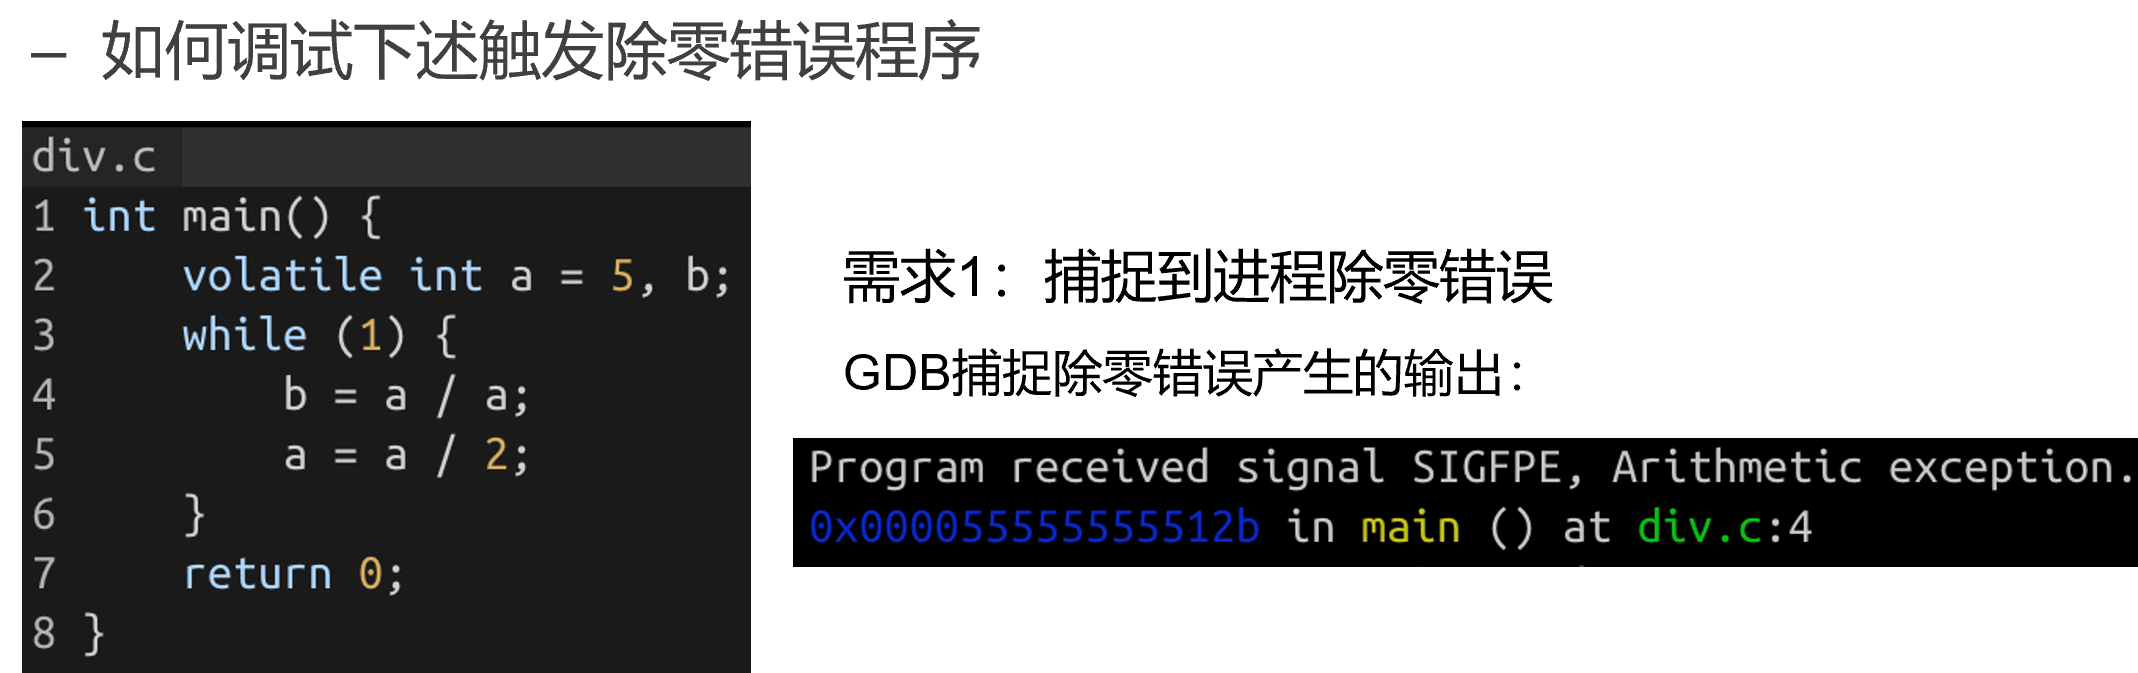 – 如何调试下述触发除零错误程序
div.c
1 int main() {
2 volatile int a = 5, b;
3 while (1) {
4 b = a / a;
5 a = a / 2;
6 }
7 return 0;
8 }
需求1：捕捉到进程除零错误
GDB捕捉除零错误产生的输出：
Program received signal SIGFPE, Arithmetic exception.
0x000055555555512b in main () at div.c:4